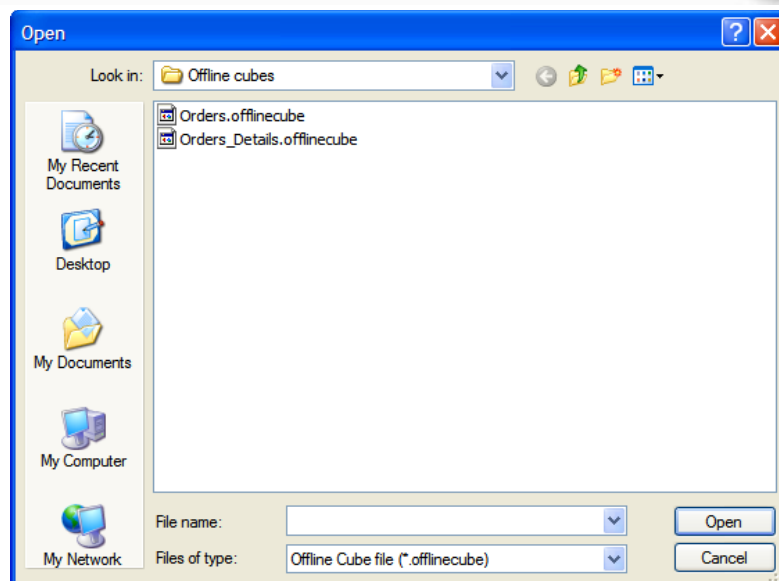 Open
Look in:
Offline cubes
Orders.offlinecube
Orders_Details.offlinecube
My Recent
Documents
Desktop
My Documents
My Computer
My Network
File name:
Open
Files of type:
Offline Cube file (*.offlinecube)
Cancel